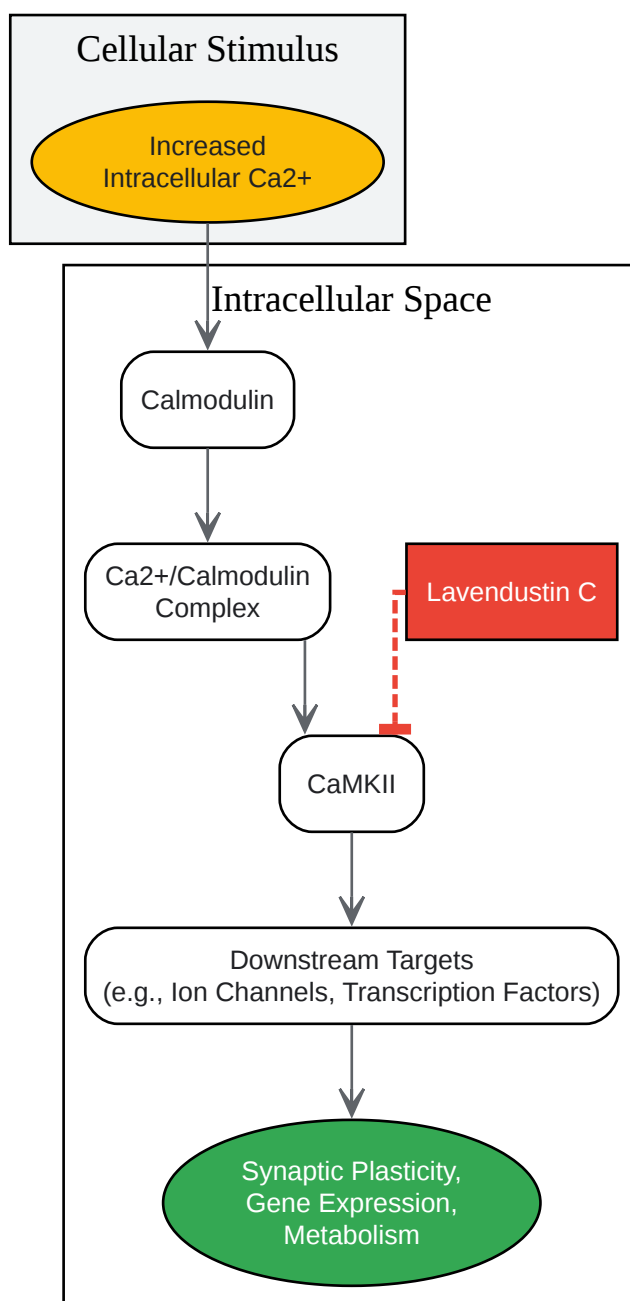 Cellular Stimulus
Increased
Intracellular Ca2+
Intracellular Space
Calmodulin
Ca2+/Calmodulin
Complex
Lavendustin C
CaMKII
Downstream Targets
(e.g., Ion Channels, Transcription Factors)
Synaptic Plasticity,
Gene Expression,
Metabolism